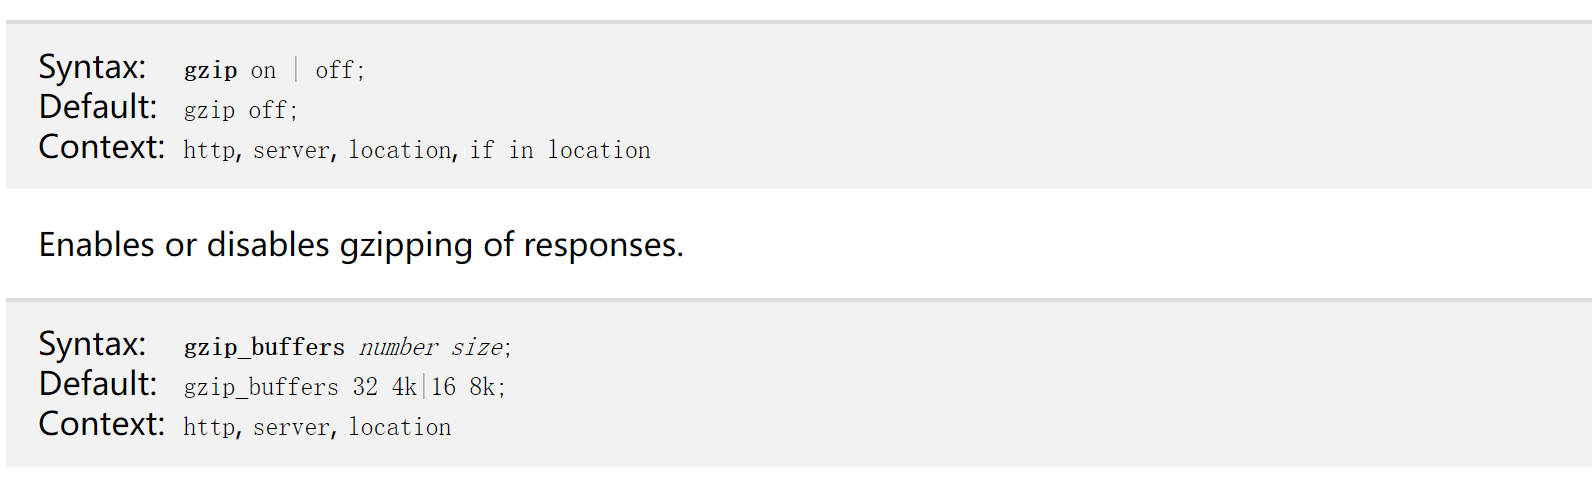 Syntax: gzip on | off;
Default: gzip off;
Context: http, server, location, if in location
Enables or disables gzipping of responses.
Syntax: gzip_buffers number size;
Default: gzip_buffers 32 4k|16 8k;
Context: http, server, location